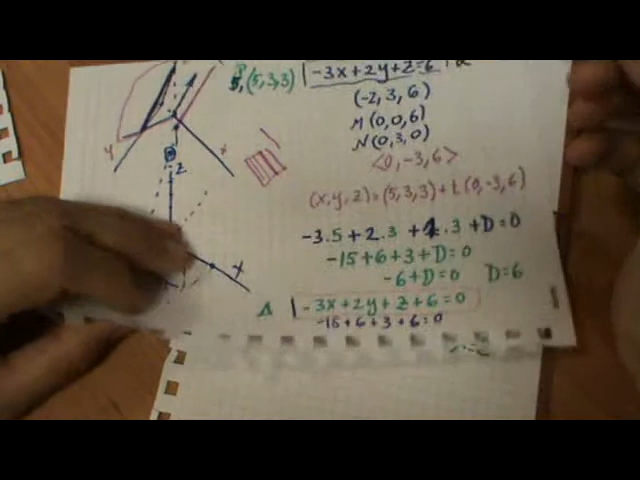 (5,3,3) -3x+2y+z=6
(-2,3,6)
M(0,0,6)
N(0,3,0)
<0,-3,6>
(x,y,z)=(5,3,3)+t(0,-3,6)
-3.5+2.3+1.3+D=0
-15+6+3+D=0
-6+D=0 D=6
-3x+2y+z+6=0
-15+6+3+6=0
y
x
z
x